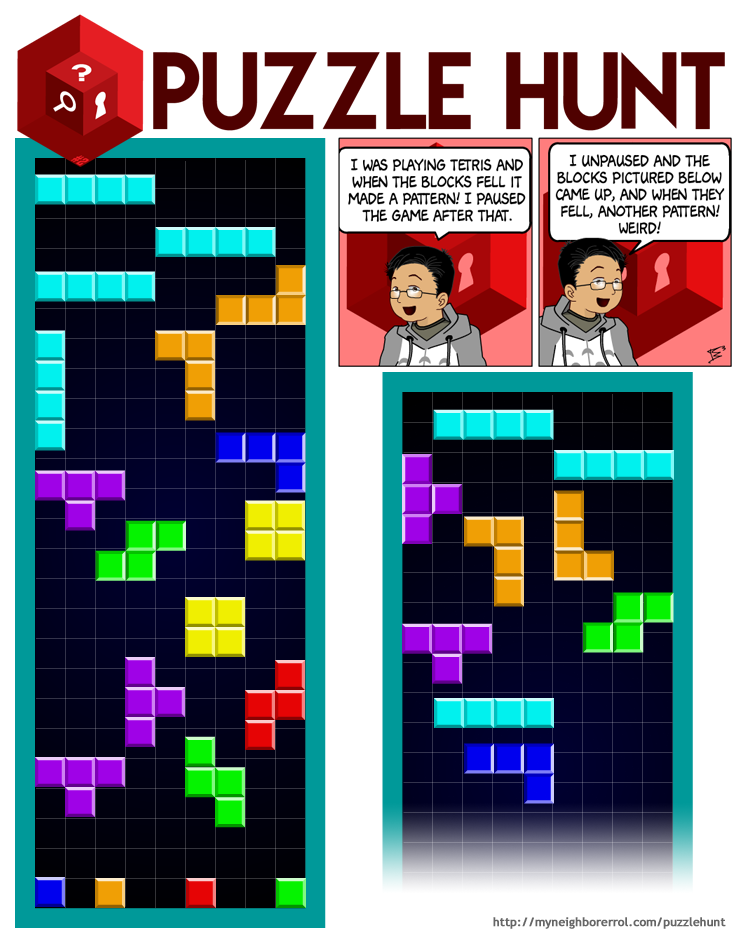 ?
PUZZLE HUNT
I WAS PLAYING TETRIS AND
WHEN THE BLOCKS FELL IT
MADE A PATTERN! I PAUSED
THE GAME AFTER THAT.
I UNPAUSED AND THE
BLOCKS PICTURED BELOW
CAME UP, AND WHEN THEY
FELL, ANOTHER PATTERN!
WEIRD!
http://myneighborerrol.com/puzzlehunt